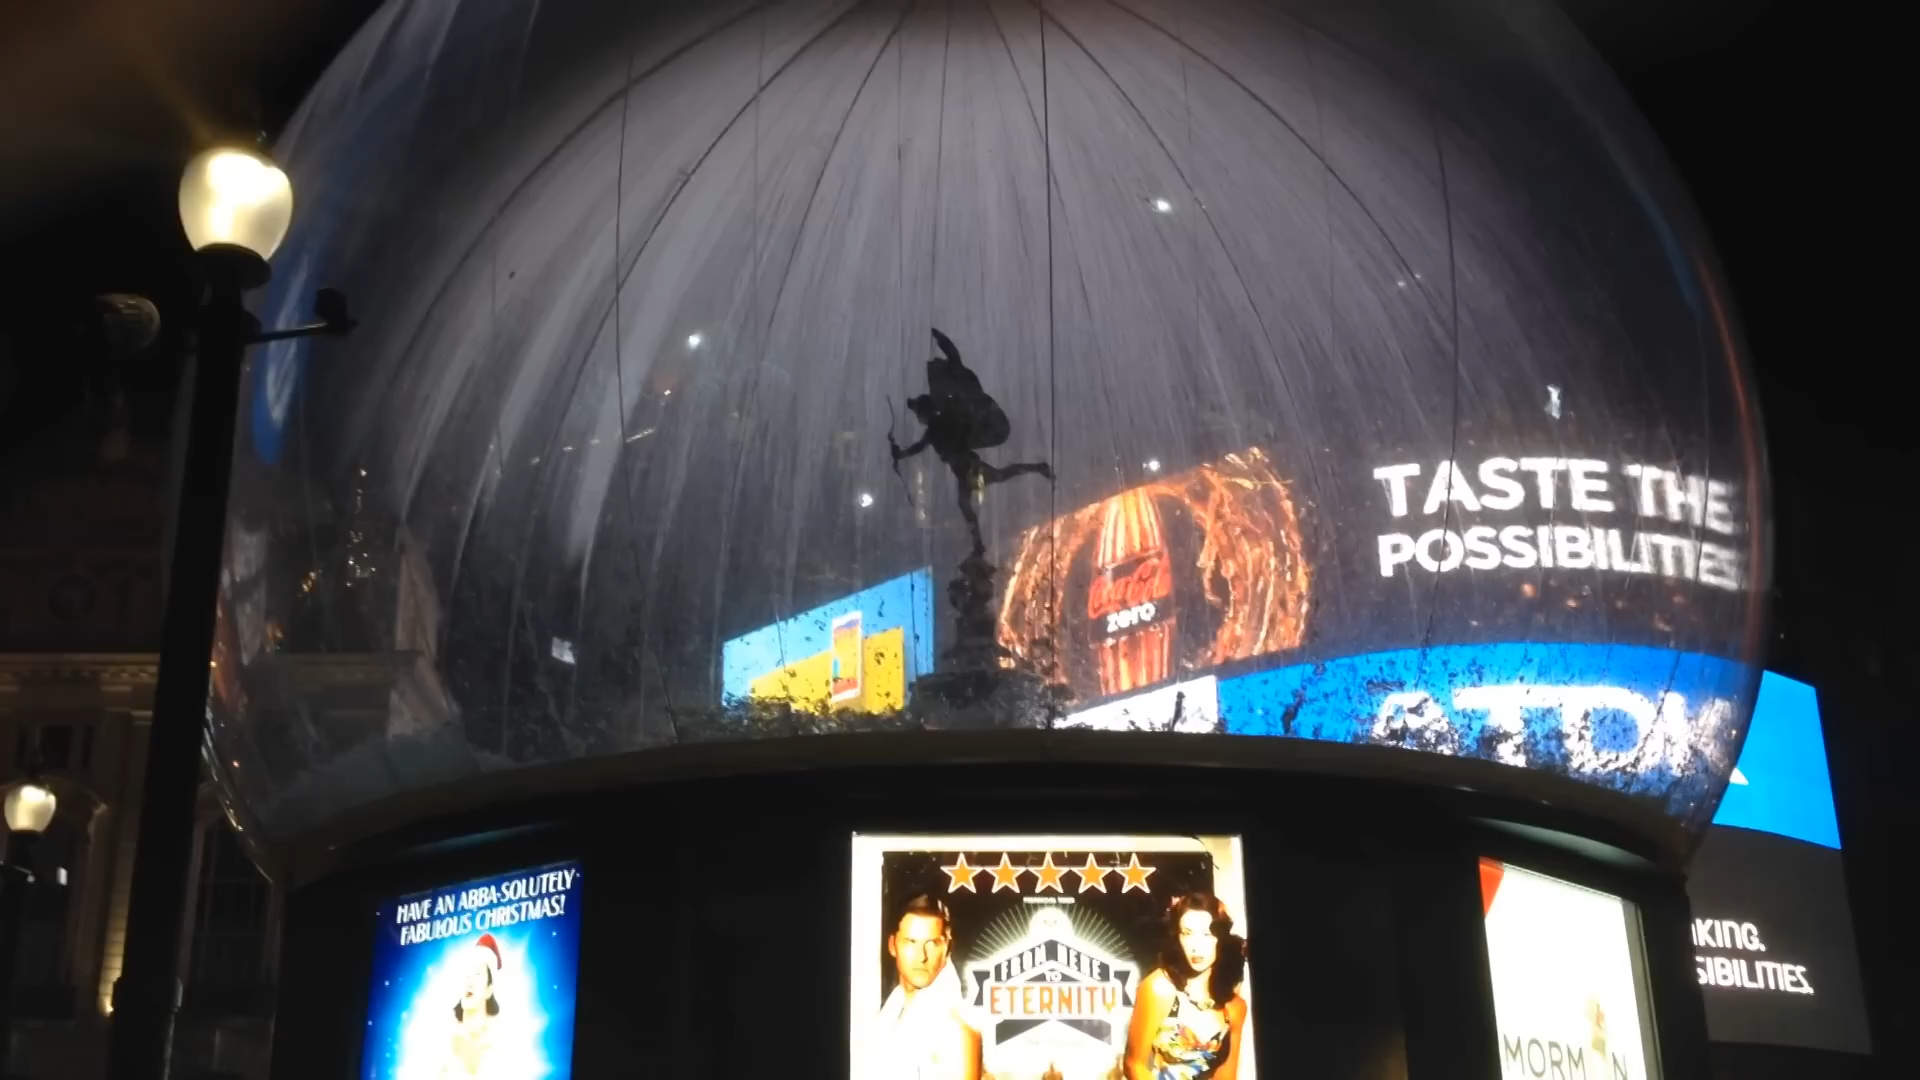 TASTE THE
POSSIBILITIES
Coca-Cola
zero
TDK
KING.
SIBILITIES.
HAVE AN ABBA-SOLUTELY
FABULOUS CHRISTMAS!
FROM HERE
TO
ETERNITY
MORM N